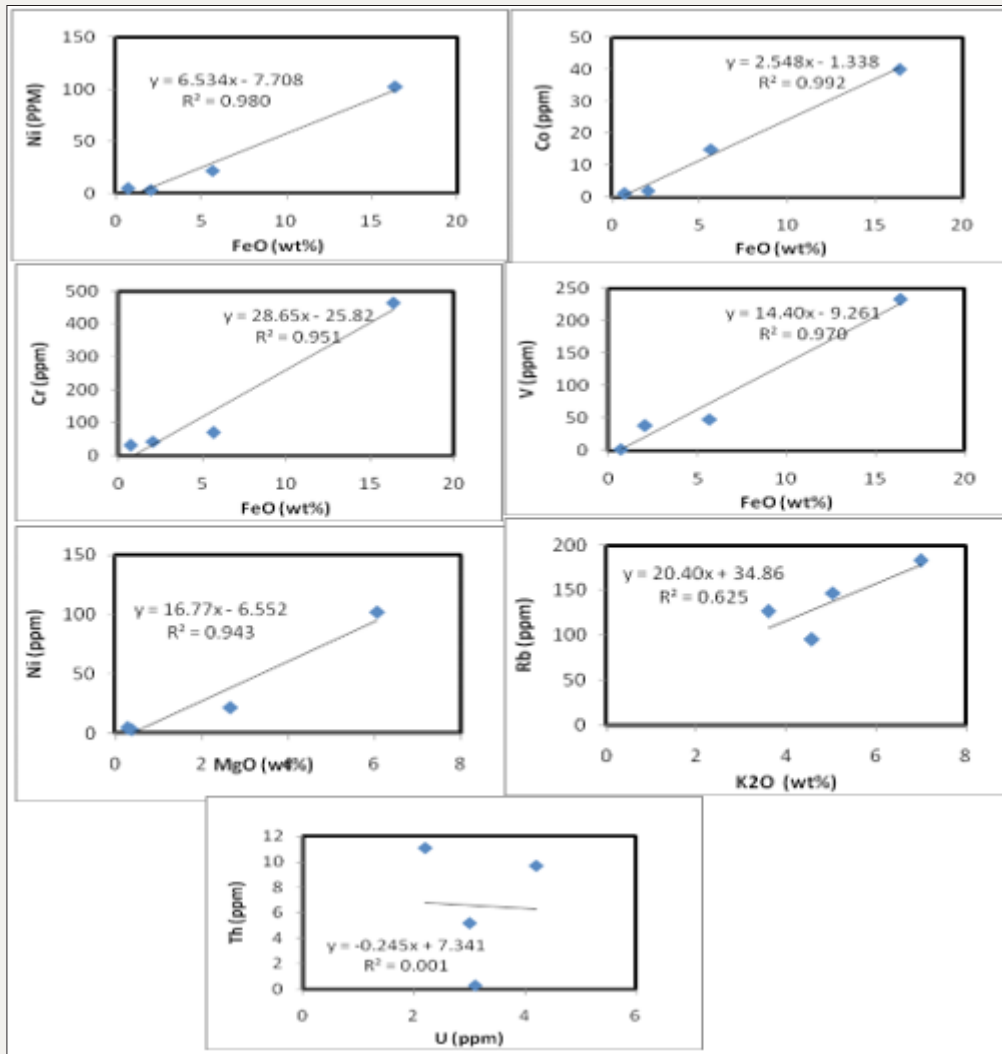 150
100
50
0
Ni (PPM)
y = 6.534x - 7.708
R² = 0.980
0 5 10 15 20
FeO (wt%)
50
40
30
20
10
0
Co (ppm)
y = 2.548x - 1.338
R² = 0.992
0 5 10 15 20
FeO (wt%)
500
400
300
200
100
0
Cr (ppm)
y = 28.65x - 25.82
R² = 0.951
0 5 10 15 20
FeO (wt%)
250
200
150
100
50
0
V (ppm)
y = 14.40x - 9.261
R² = 0.970
0 5 10 15 20
FeO (wt%)
150
100
50
0
Ni (ppm)
y = 16.77x - 6.552
R² = 0.943
0 2 4 6 8
MgO (wt%)
200
150
100
50
0
Rb (ppm)
y = 20.40x + 34.86
R² = 0.625
0 2 4 6 8
K2O (wt%)
12
10
8
6
4
2
0
Th (ppm)
y = -0.245x + 7.341
R² = 0.001
0 2 4 6
U (ppm)